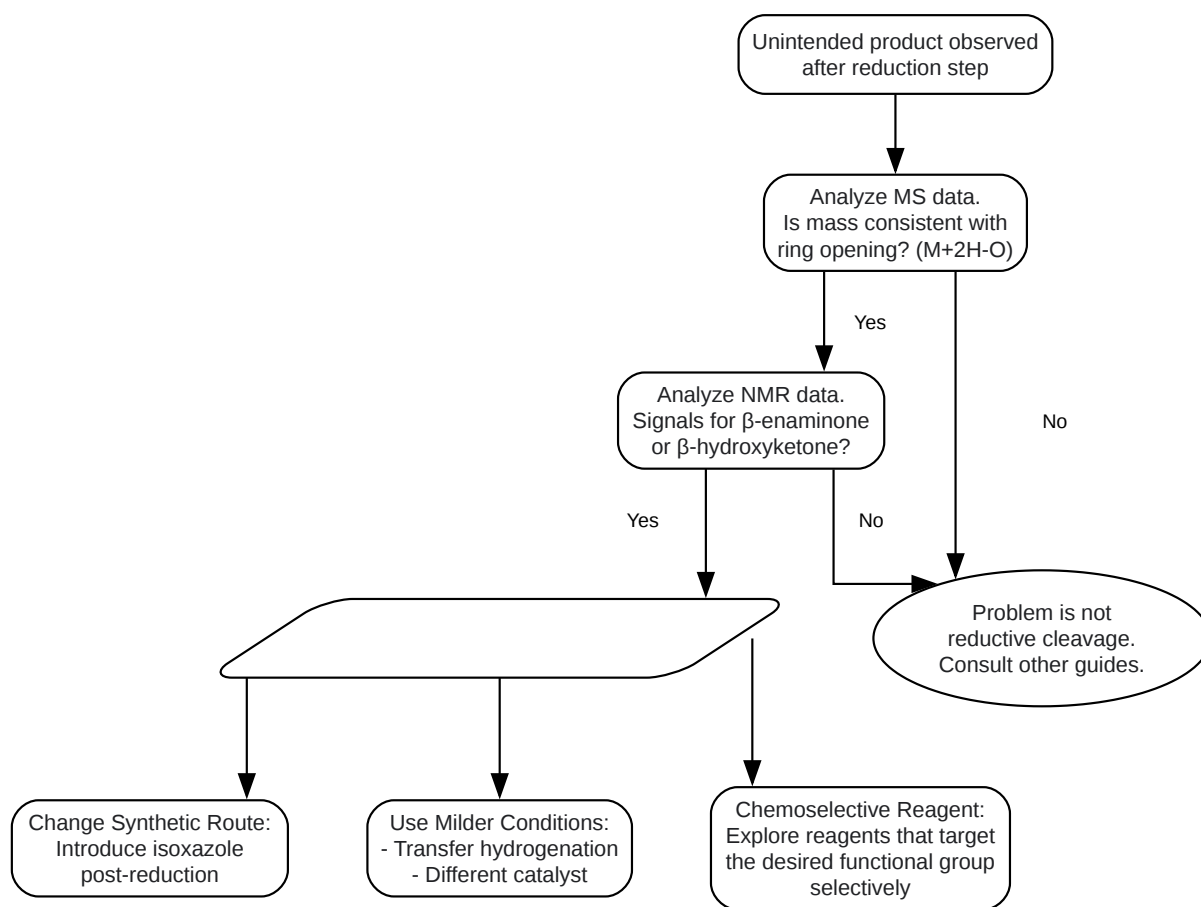 Unintended product observed
after reduction step
Analyze MS data.
Is mass consistent with
ring opening? (M+2H-O)
Yes
No
Analyze NMR data.
Signals for β-enaminone
or β-hydroxyketone?
Yes
No
Problem is not
reductive cleavage.
Consult other guides.
Change Synthetic Route:
Introduce isoxazole
post-reduction
Use Milder Conditions:
- Transfer hydrogenation
- Different catalyst
Chemoselective Reagent:
Explore reagents that target
the desired functional group
selectively